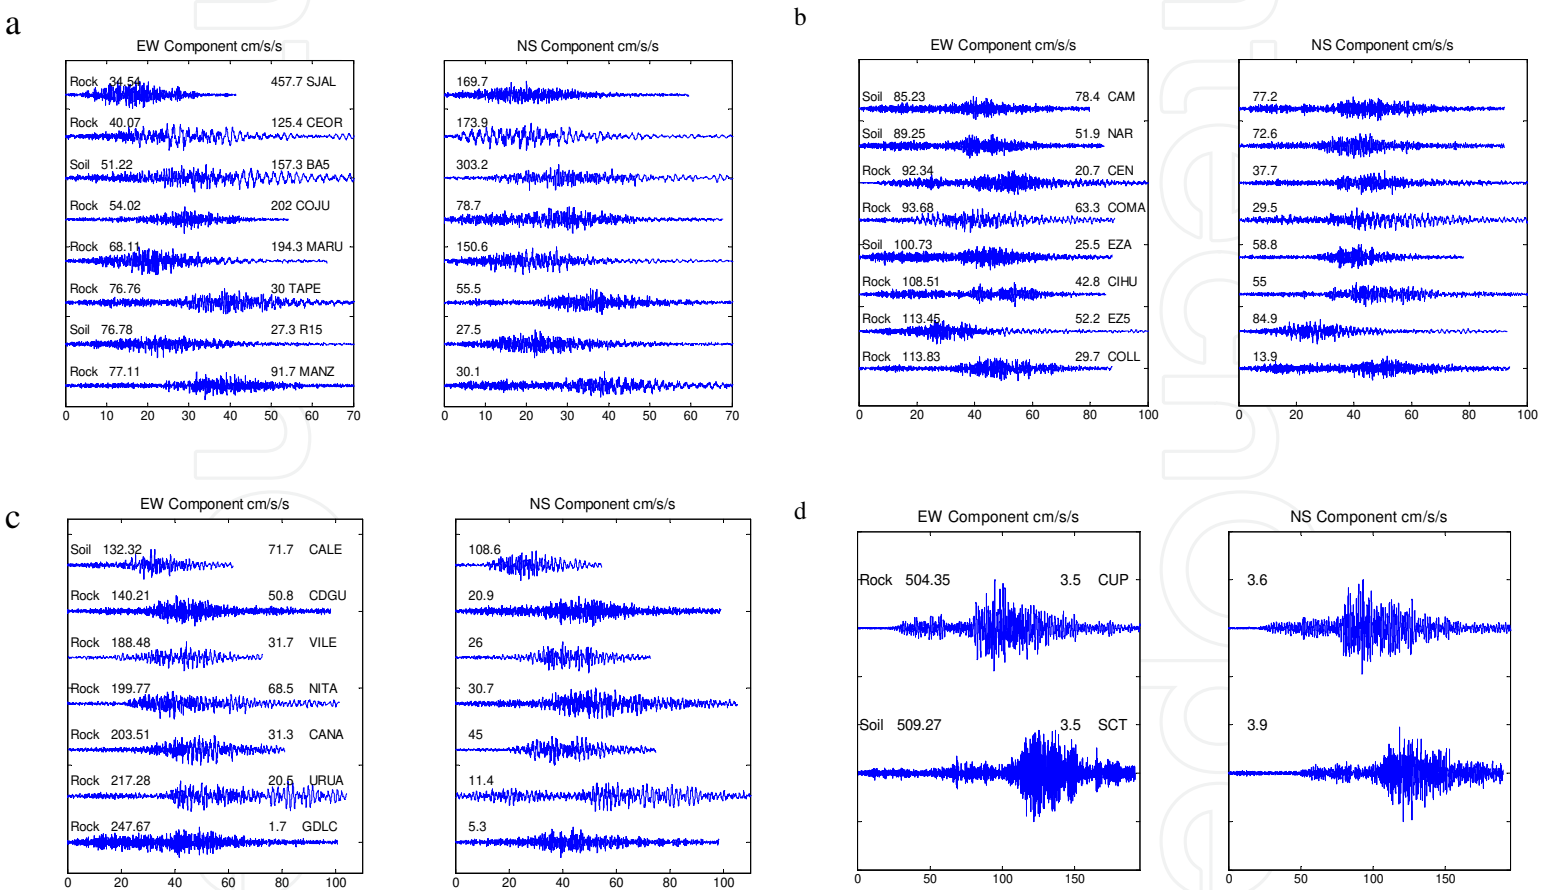 a
EW Component cm/s/s
NS Component cm/s/s
Rock 34.54 457.7 SJAL
169.7
Rock 40.07 125.4 CEOR
173.9
Soil 51.22 157.3 BA5
303.2
Rock 54.02 202 COJU
78.7
Rock 68.11 194.3 MARU
150.6
Rock 76.76 30 TAPE
55.5
Soil 76.78 27.3 R15
27.5
Rock 77.11 91.7 MANZ
30.1
0 10 20 30 40 50 60 70
0 10 20 30 40 50 60 70
b
EW Component cm/s/s
NS Component cm/s/s
Soil 85.23 78.4 CAM
77.2
Soil 89.25 51.9 NAR
72.6
Rock 92.34 20.7 CEN
37.7
Rock 93.68 63.3 COMA
29.5
Soil 100.73 25.5 EZA
58.8
Rock 108.51 42.8 CIHU
55
Rock 113.45 52.2 EZ5
84.9
Rock 113.83 29.7 COLL
13.9
0 20 40 60 80 100
0 20 40 60 80 100
c
EW Component cm/s/s
NS Component cm/s/s
Soil 132.32 71.7 CALE
108.6
Rock 140.21 50.8 CDGU
20.9
Rock 188.48 31.7 VILE
26
Rock 199.77 68.5 NITA
30.7
Rock 203.51 31.3 CANA
45
Rock 217.28 20.5 URUA
11.4
Rock 247.67 1.7 GDLC
5.3
0 20 40 60 80 100
0 20 40 60 80 100
d
EW Component cm/s/s
NS Component cm/s/s
Rock 504.35 3.5 CUP
3.6
Soil 509.27 3.5 SCT
3.9
0 50 100 150
0 50 100 150